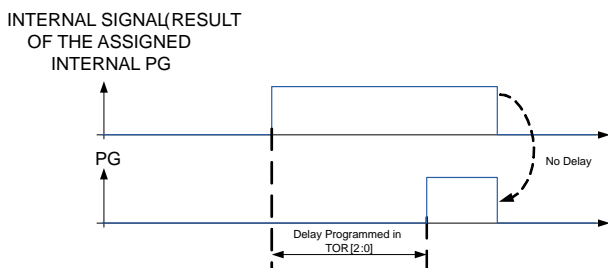 INTERNAL SIGNAL(RESULT
OF THE ASSIGNED
INTERNAL PG
PG
No Delay
Delay Programmed in
TOR[2:0]